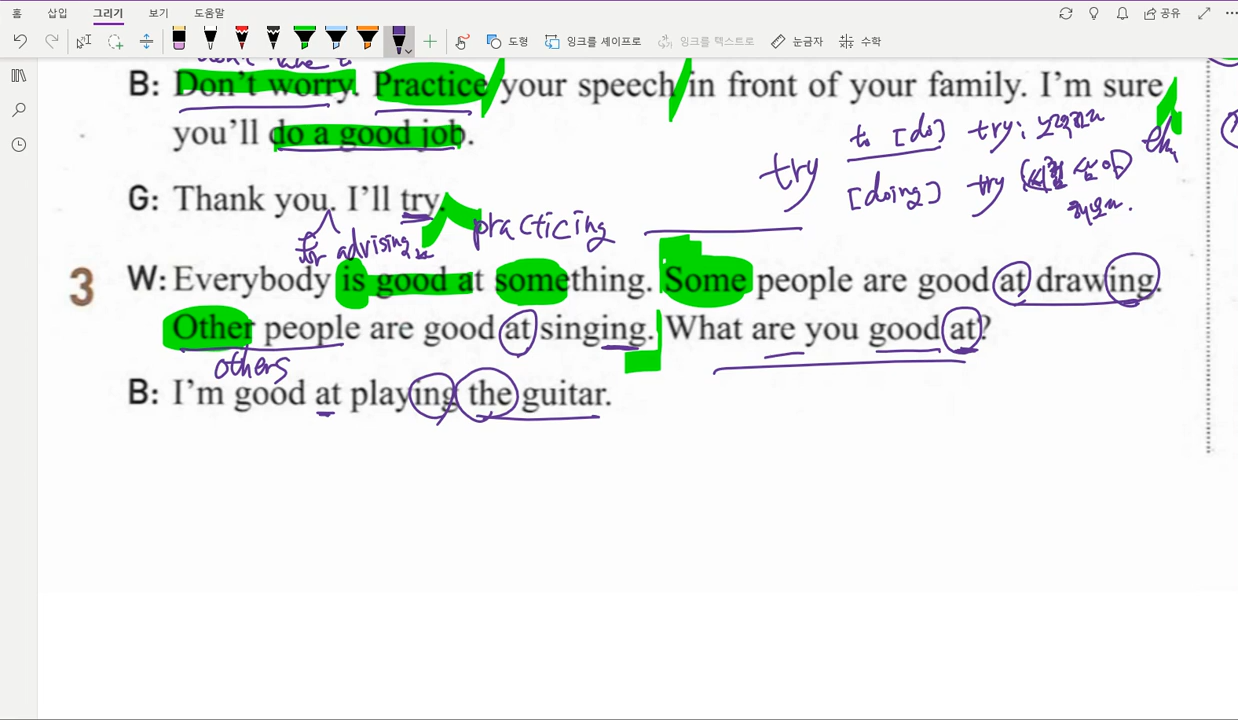 홈 삽입 그리기 보기 도움말 공유
도형 잉크를 셰이프로 잉크를 텍스트로 눈금자 수학
B: Don't worry. Practice your speech in front of your family. I'm sure
you'll do a good job.
to [do] try:
try [doing] try
G: Thank you. I'll try.
for advising practicing
3 W: Everybody is good at something. Some people are good at drawing.
Other people are good at singing. What are you good at?
others
B: I'm good at playing the guitar.